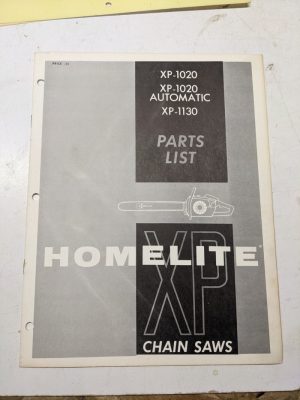 XP-1020
XP-1020
AUTOMATIC
XP-1130
PARTS
LIST
HOMELITE
XP
CHAIN SAWS